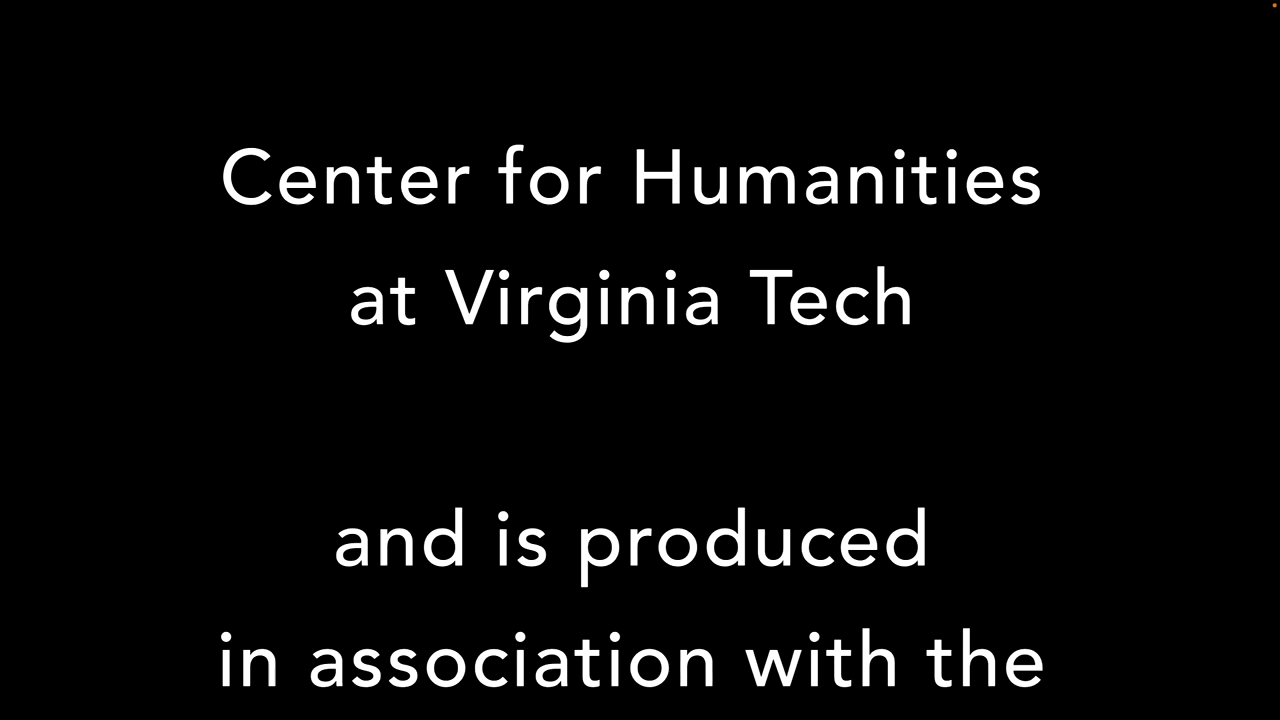 Center for Humanities
at Virginia Tech
and is produced
in association with the